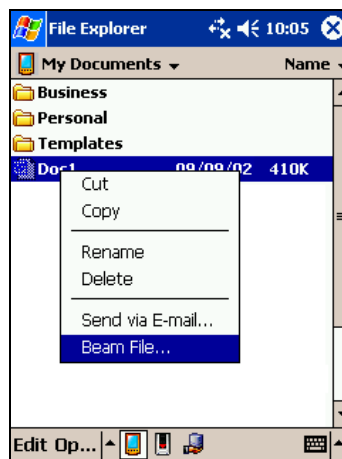 File Explorer 10:05
My Documents Name
Business
Personal
Templates
Doc1 09/09/02 410K
Cut
Copy
Rename
Delete
Send via E-mail...
Beam File...
Edit Op...